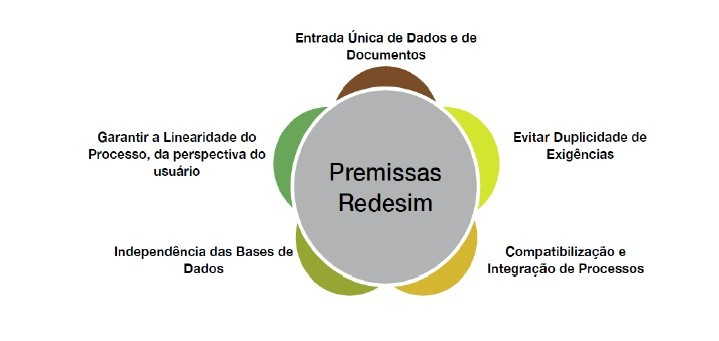 Entrada Única de Dados e de
Documentos
Garantir a Linearidade do
Processo, da perspectiva do
usuário
Evitar Duplicidade de
Exigências
Premissas
Redesim
Independência das Bases de
Dados
Compatibilização e
Integração de Processos